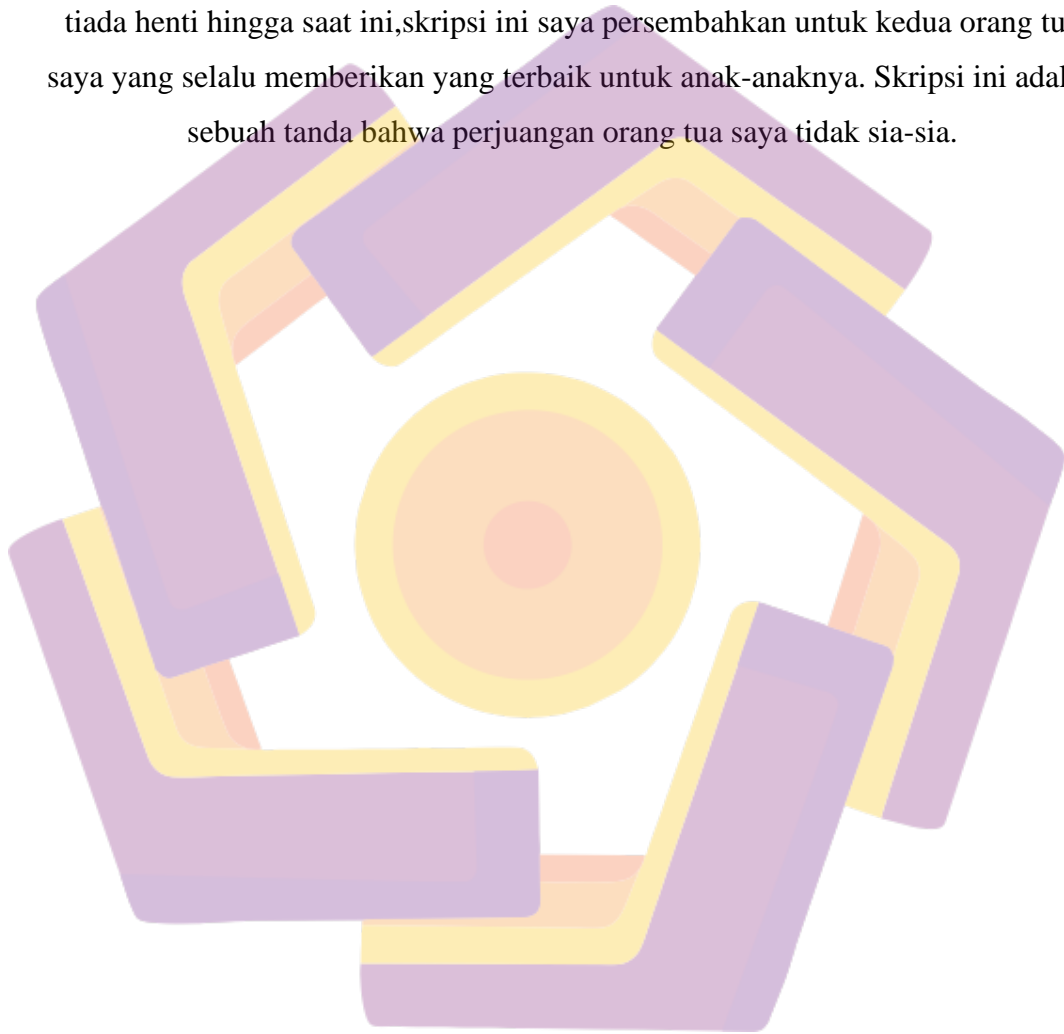 tiada henti hingga saat ini,skripsi ini saya persembahkan untuk kedua orang tu
saya yang selalu memberikan yang terbaik untuk anak-anaknya. Skripsi ini adal
sebuah tanda bahwa perjuangan orang tua saya tidak sia-sia.